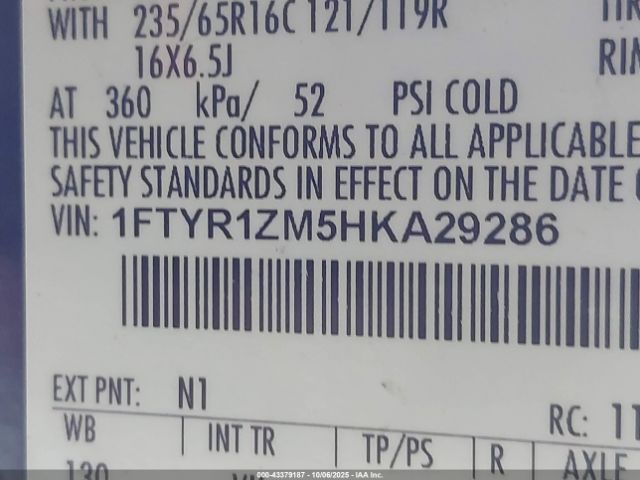 WITH 235/65R16C 121/119R
16X6.5J
AT 360 kPa/ 52 PSI COLD
THIS VEHICLE CONFORMS TO ALL APPLICABLE
SAFETY STANDARDS IN EFFECT ON THE DATE
VIN: 1FTYR1ZM5HKA29286
EXT PNT: N1
RC: 11
WB INT TR TP/PS R AXLE
130
000-43379187 - 10/06/2025 - IAA Inc.